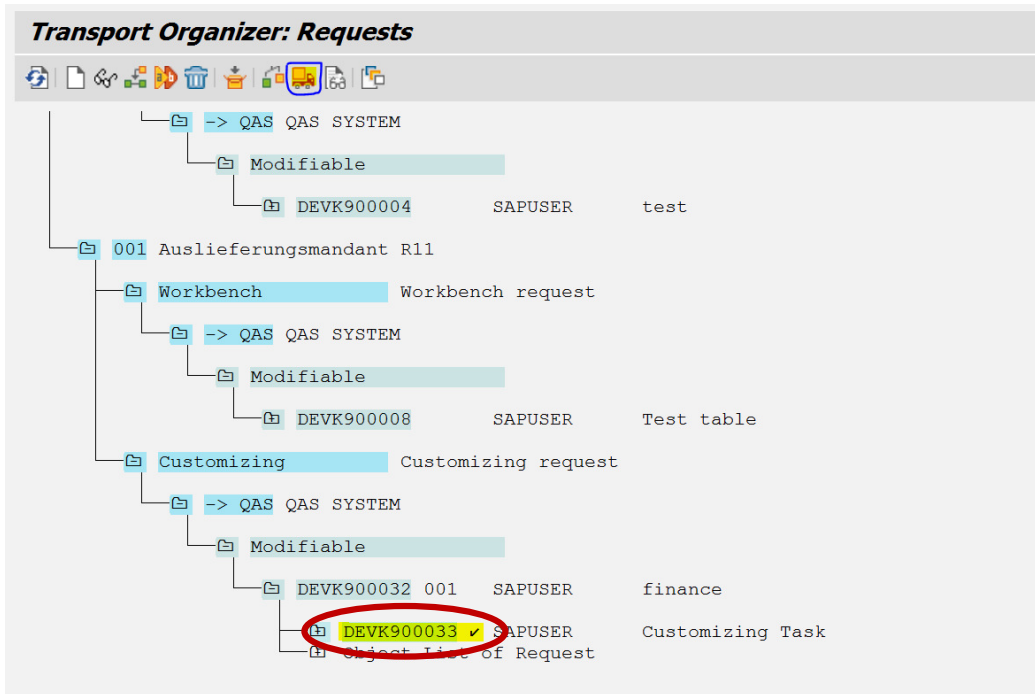 Transport Organizer: Requests
-> QAS QAS SYSTEM
Modifiable
DEVK900004 SAPUSER test
001 Auslieferungsmandant R11
Workbench Workbench request
-> QAS QAS SYSTEM
Modifiable
DEVK900008 SAPUSER Test table
Customizing Customizing request
-> QAS QAS SYSTEM
Modifiable
DEVK900032 001 SAPUSER finance
DEVK900033 ✔ SAPUSER Customizing Task
Object List of Request